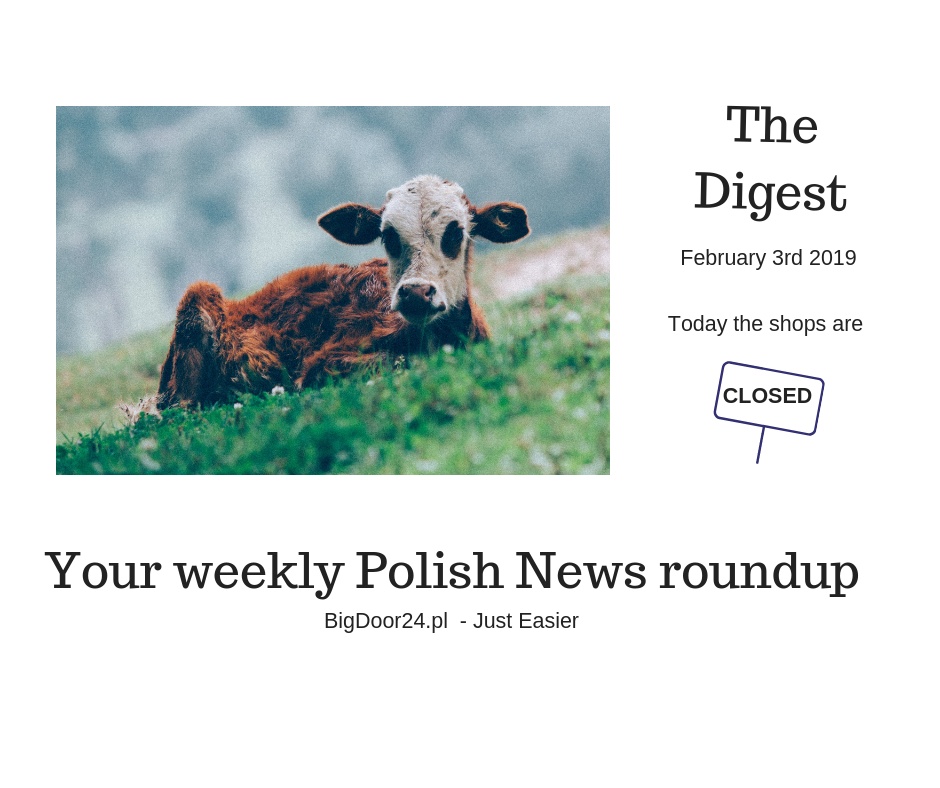 The
Digest
February 3rd 2019
Today the shops are
CLOSED
Your weekly Polish News roundup
BigDoor24.pl  - Just Easier